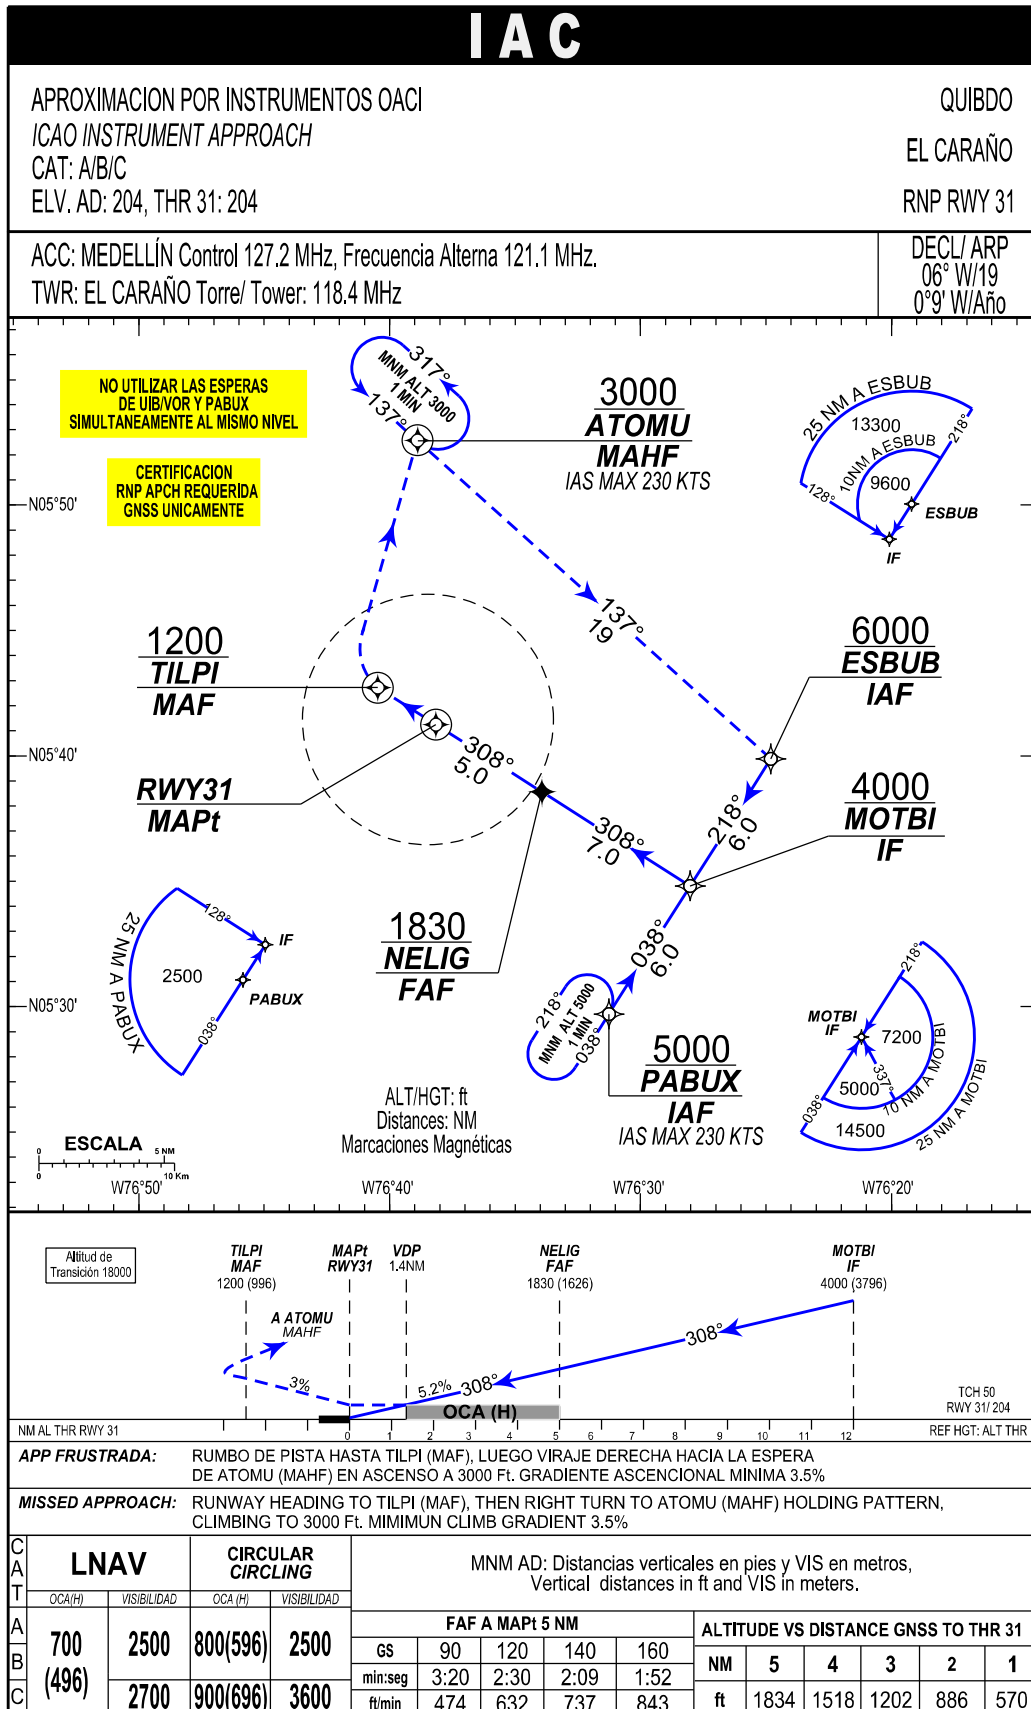 IAC
APROXIMACION POR INSTRUMENTOS OACI
ICAO INSTRUMENT APPROACH
CAT: A/B/C
ELV. AD: 204, THR 31: 204
QUIBDO
EL CARAÑO
RNP RWY 31
ACC: MEDELLÍN Control 127.2 MHz, Frecuencia Alterna 121.1 MHz.
TWR: EL CARAÑO Torre/ Tower: 118.4 MHz
DECL/ ARP
06° W/19
0°9' W/Año
NO UTILIZAR LAS ESPERAS
DE UIB/VOR Y PABUX
SIMULTANEAMENTE AL MISMO NIVEL
CERTIFICACION
RNP APCH REQUERIDA
GNSS UNICAMENTE
317°
MNM ALT 3000
1 MIN
137°
3000
ATOMU
MAHF
IAS MAX 230 KTS
25 NM A ESBUB
13300
10NM A ESBUB
9600
218°
128°
ESBUB
IF
N05°50'
137°
19
1200
TILPI
MAF
6000
ESBUB
IAF
N05°40'
308°
5.0
RWY31
MAPt
4000
MOTBI
IF
218°
6.0
308°
7.0
1830
NELIG
FAF
038°
6.0
25 NM A PABUX
128°
IF
2500
PABUX
038°
N05°30'
218°
MNM ALT 5000
1 MIN
038°
5000
PABUX
IAF
IAS MAX 230 KTS
218°
MOTBI
IF
7200
337°
5000
038°
10 NM A MOTBI
14500
25 NM A MOTBI
ALT/HGT: ft
Distances: NM
Marcaciones Magnéticas
ESCALA
0 5 NM
0 10 Km
W76°50' W76°40' W76°30' W76°20'
Altitud de
Transición 18000
TILPI
MAF
1200 (996)
MAPt
RWY31
VDP
1.4NM
NELIG
FAF
1830 (1626)
MOTBI
IF
4000 (3796)
A ATOMU
MAHF
308°
3%
5.2% 308°
OCA (H)
TCH 50
RWY 31/ 204
NM AL THR RWY 31
0 1 2 3 4 5 6 7 8 9 10 11 12
REF HGT: ALT THR
APP FRUSTRADA: RUMBO DE PISTA HASTA TILPI (MAF), LUEGO VIRAJE DERECHA HACIA LA ESPERA
DE ATOMU (MAHF) EN ASCENSO A 3000 Ft. GRADIENTE ASCENCIONAL MINIMA 3.5%
MISSED APPROACH: RUNWAY HEADING TO TILPI (MAF), THEN RIGHT TURN TO ATOMU (MAHF) HOLDING PATTERN,
CLIMBING TO 3000 Ft. MIMIMUN CLIMB GRADIENT 3.5%
CAT
LNAV
CIRCULAR
CIRCLING
OCA(H) VISIBILIDAD OCA (H) VISIBILIDAD
A
B
C
700
(496)
2500 800(596) 2500
2700 900(696) 3600
MNM AD: Distancias verticales en pies y VIS en metros,
Vertical distances in ft and VIS in meters.
FAF A MAPt 5 NM
GS 90 120 140 160
min:seg 3:20 2:30 2:09 1:52
ft/min 474 632 737 843
ALTITUDE VS DISTANCE GNSS TO THR 31
NM 5 4 3 2 1
ft 1834 1518 1202 886 570